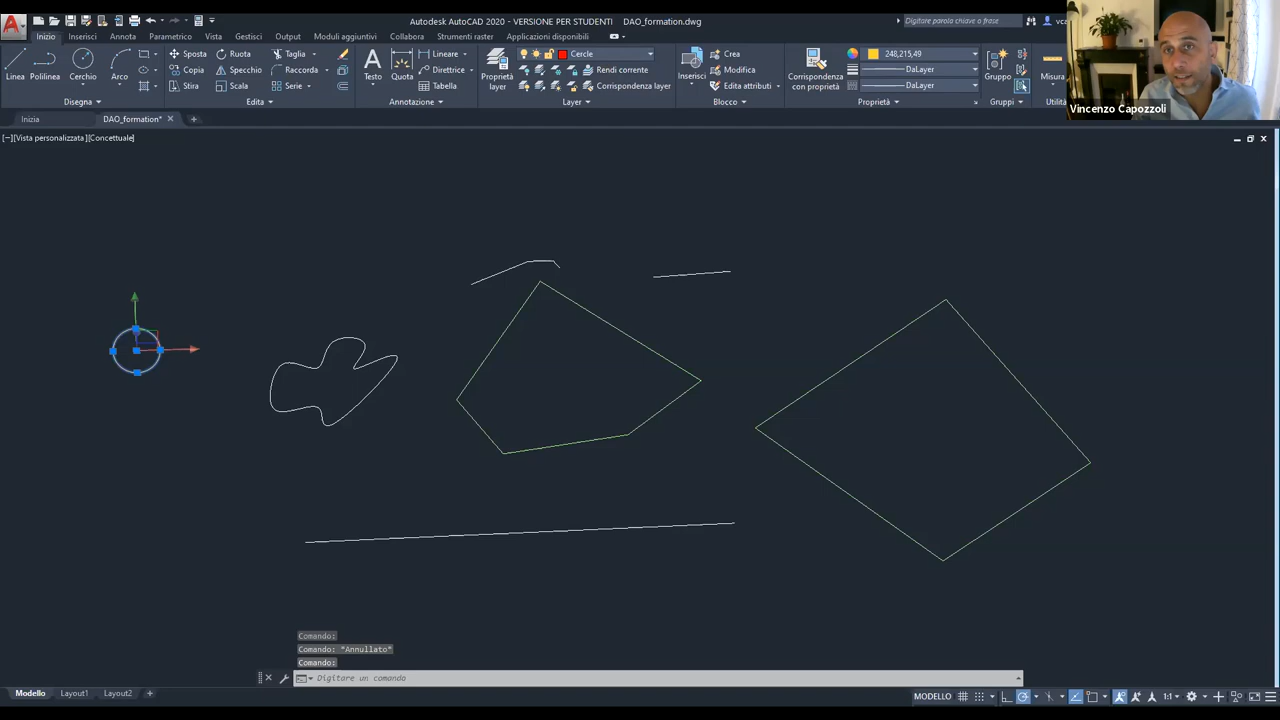 Autodesk AutoCAD 2020 - VERSIONE PER STUDENTI DAO_formation.dwg
Digitare parola chiave o frase
Inizio Inserisci Annota Parametrico Vista Gestisci Output Moduli aggiuntivi Collabora Strumenti raster Applicazioni disponibili
Linea Polilinea Cerchio Arco
Sposta Ruota Taglia
Copia Specchio Raccorda
Stira Scala Serie
Testo Quota
Lineare
Direttrice
Tabella
Proprietà layer
Cercle
Rendi corrente
Corrispondenza layer
Inserisci
Crea
Modifica
Edita attributi
Corrispondenza con proprietà
248,215,49
DaLayer
DaLayer
Gruppo
Misura
Disegna Edita Annotazione Layer Blocco Proprietà Gruppi
Vincenzo Capozzoli
Inizia DAO_formation*
[−][Vista personalizzata][Concettuale]
Comando:
Comando: "Annullato"
Comando:
Digitare un comando
Modello Layout1 Layout2 +
MODELLO 1:1